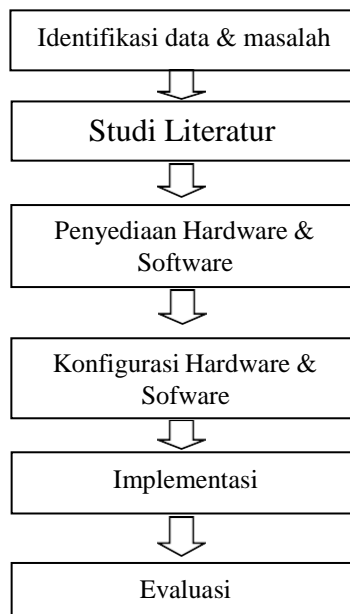 Identifikasi data & masalah
Studi Literatur
Penyediaan Hardware &
Software
Konfigurasi Hardware &
Sofware
Implementasi
Evaluasi